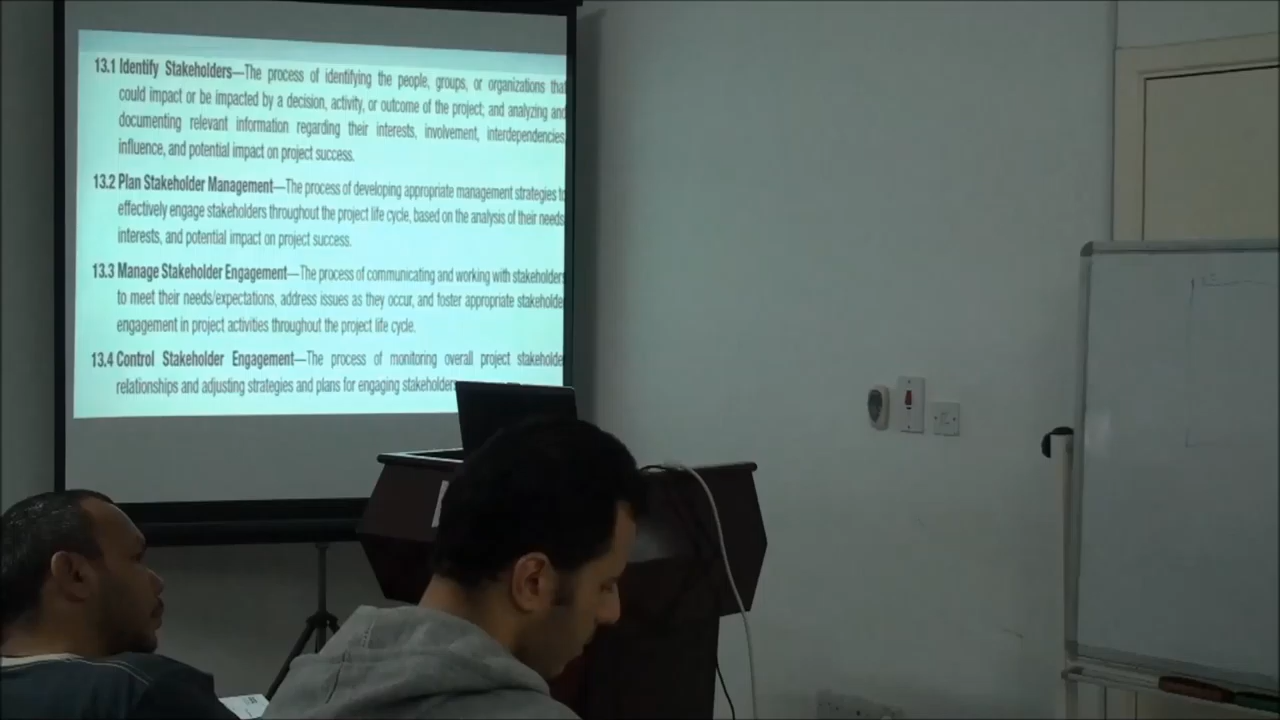 13.1 Identify Stakeholders—The process of identifying the people, groups, or organizations that
could impact or be impacted by a decision, activity, or outcome of the project; and analyzing and
documenting relevant information regarding their interests, involvement, interdependencies
influence, and potential impact on project success.
13.2 Plan Stakeholder Management—The process of developing appropriate management strategies to
effectively engage stakeholders throughout the project life cycle, based on the analysis of their needs
interests, and potential impact on project success.
13.3 Manage Stakeholder Engagement—The process of communicating and working with stakeholders
to meet their needs/expectations, address issues as they occur, and foster appropriate stakeholde
engagement in project activities throughout the project life cycle.
13.4 Control Stakeholder Engagement—The process of monitoring overall project stakeholde
relationships and adjusting strategies and plans for engaging stakeholders